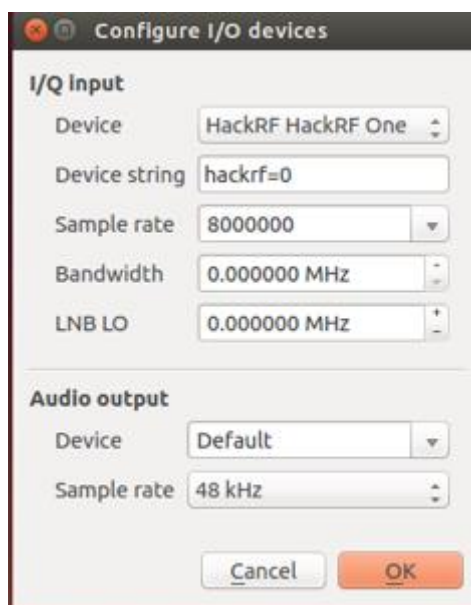 Configure I/O devices
I/Q input
Device HackRF HackRF One
Device string hackrf=0
Sample rate 8000000
Bandwidth 0.000000 MHz
LNB LO 0.000000 MHz
Audio output
Device Default
Sample rate 48 kHz
Cancel OK